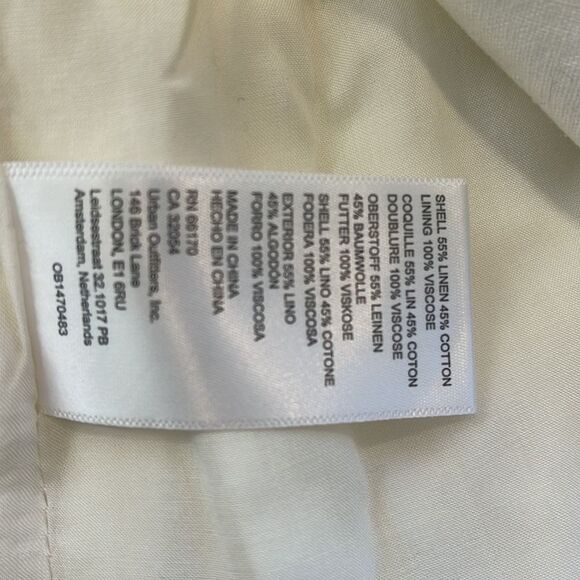 SHELL 55% LINEN 45% COTTON
LINING 100% VISCOSE
COQUILLE 55% LIN 45% COTON
DOUBLURE 100% VISCOSE
OBERSTOFF 55% LEINEN
45% BAUMWOLLE
FUTTER 100% VISKOSE
SHELL 55% LINO 45% COTONE
FODERA 100% VISCOSA
EXTERIOR 55% LINO
45% ALGODÓN
FORRO 100% VISCOSA
MADE IN CHINA
HECHO EN CHINA
RN 66170
CA 32054
Urban Outfitters, Inc.
146 Brick Lane
LONDON, E1 6RU
Leidsestraat 32, 1017 PB
Amsterdam, Netherlands
OB1470483